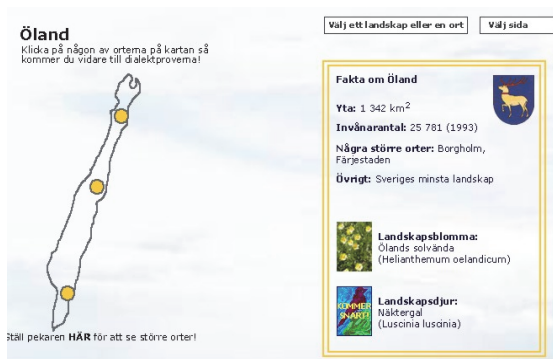 Öland
Klicka på någon av orterna på kartan så
kommer du vidare till dialektproverna!
Ställ pekaren HÄR för att se större orter!
Välj ett landskap eller en ort
Välj sida
Fakta om Öland
Yta: 1 342 km²
Invånarantal: 25 781 (1993)
Några större orter: Borgholm,
Färjestaden
Övrigt: Sveriges minsta landskap
Landskapsblomma:
Ölands solvända
(Helianthemum oelandicum)
KOMMER
SNART!
Landskapsdjur:
Näktergal
(Luscinia luscinia)